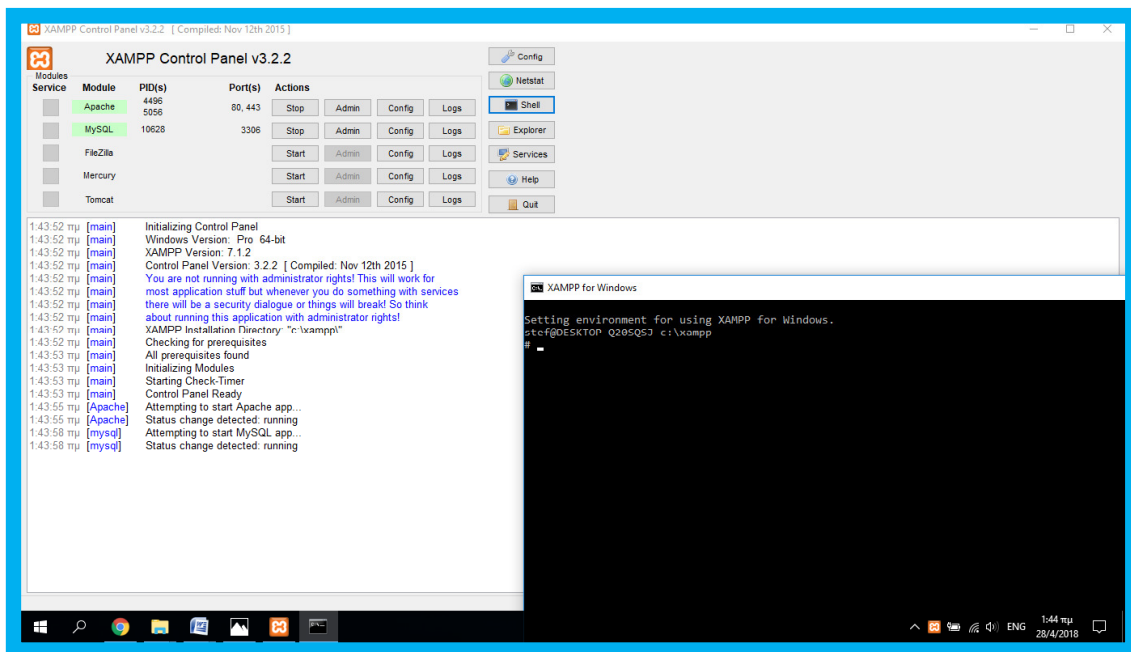 XAMPP Control Panel v3.2.2 [ Compiled: Nov 12th 2015 ]
XAMPP Control Panel v3.2.2
Config
Modules
Netstat
Service Module PID(s) Port(s) Actions
Apache 4496 5056 80, 443 Stop Admin Config Logs
Shell
MySQL 10628 3306 Stop Admin Config Logs
Explorer
FileZilla Start Admin Config Logs
Services
Mercury Start Admin Config Logs
Help
Tomcat Start Admin Config Logs
Quit
1:43:52 πμ [main] Initializing Control Panel
1:43:52 πμ [main] Windows Version: Pro 64-bit
1:43:52 πμ [main] XAMPP Version: 7.1.2
1:43:52 πμ [main] Control Panel Version: 3.2.2 [ Compiled: Nov 12th 2015 ]
1:43:52 πμ [main] You are not running with administrator rights! This will work for
1:43:52 πμ [main] most application stuff but whenever you do something with services
1:43:52 πμ [main] there will be a security dialogue or things will break! So think
1:43:52 πμ [main] about running this application with administrator rights!
1:43:52 πμ [main] XAMPP Installation Directory: "c:\xampp\"
1:43:52 πμ [main] Checking for prerequisites
1:43:53 πμ [main] All prerequisites found
1:43:53 πμ [main] Initializing Modules
1:43:53 πμ [main] Starting Check-Timer
1:43:53 πμ [main] Control Panel Ready
1:43:55 πμ [Apache] Attempting to start Apache app...
1:43:55 πμ [Apache] Status change detected: running
1:43:58 πμ [mysql] Attempting to start MySQL app...
1:43:58 πμ [mysql] Status change detected: running
XAMPP for Windows
Setting environment for using XAMPP for Windows.
stef@DESKTOP Q20SQSJ c:\xampp
#
ENG
1:44 πμ
28/4/2018